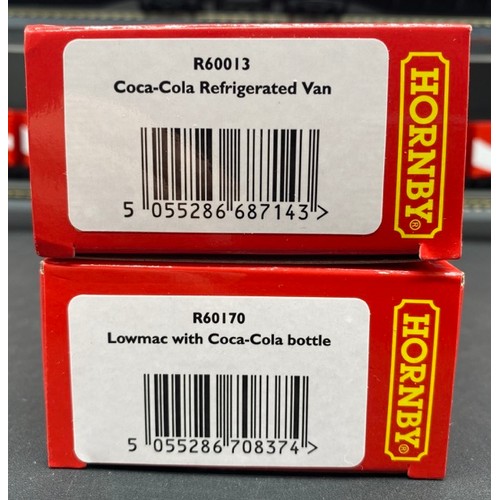 R60013
Coca-Cola Refrigerated Van
5 055286 687143 >
HORNBY®
R60170
Lowmac with Coca-Cola bottle
5 055286 708374 >
HORNBY®